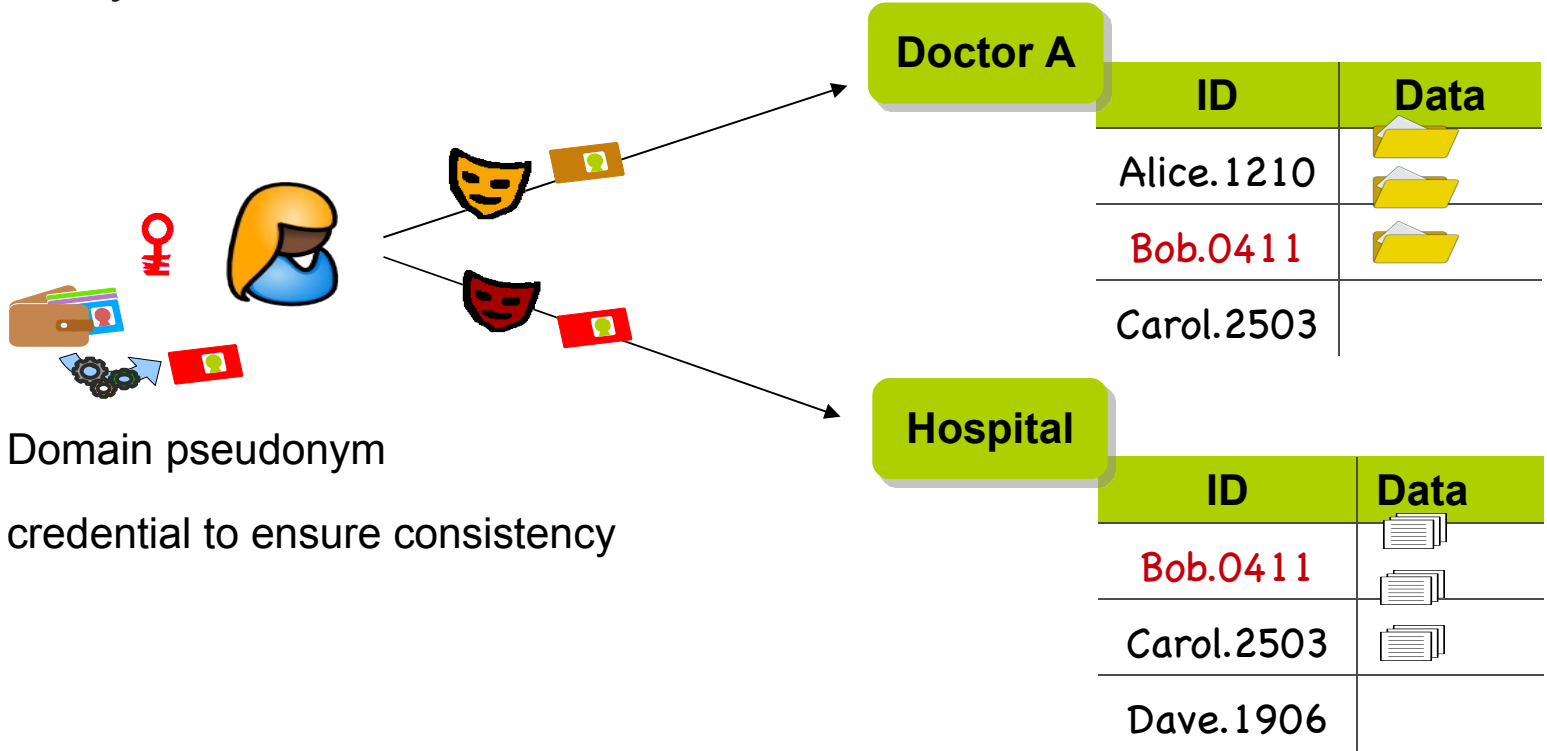 Doctor A
ID Data
Alice.1210
Bob.0411
Carol.2503
Domain pseudonym
credential to ensure consistency
Hospital
ID Data
Bob.0411
Carol.2503
Dave.1906